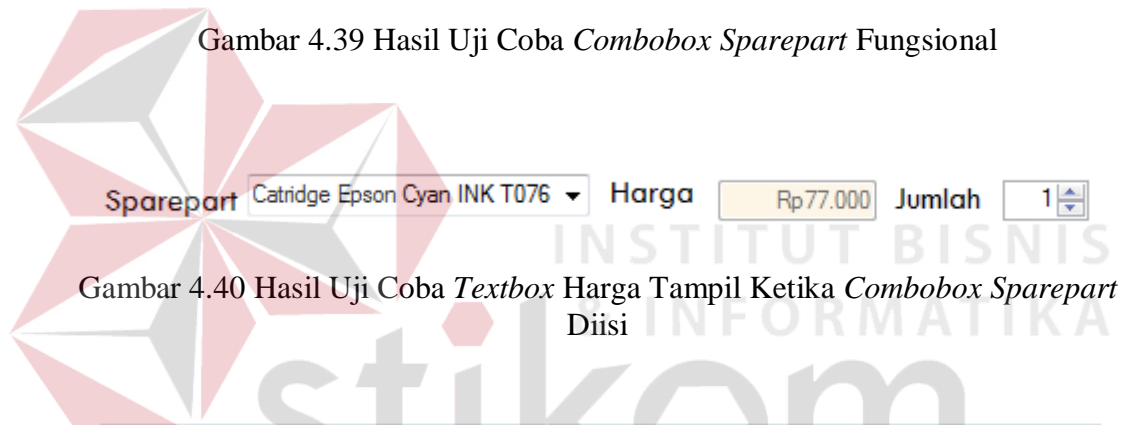 Gambar 4.39 Hasil Uji Coba Combobox Sparepart Fungsional
Sparepart Catridge Epson Cyan INK T076 Harga Rp77.000 Jumlah 1
INSTITUT BISNIS
Gambar 4.40 Hasil Uji Coba Textbox Harga Tampil Ketika Combobox Sparepart
Diisi
& INFORMATIKA
stikom